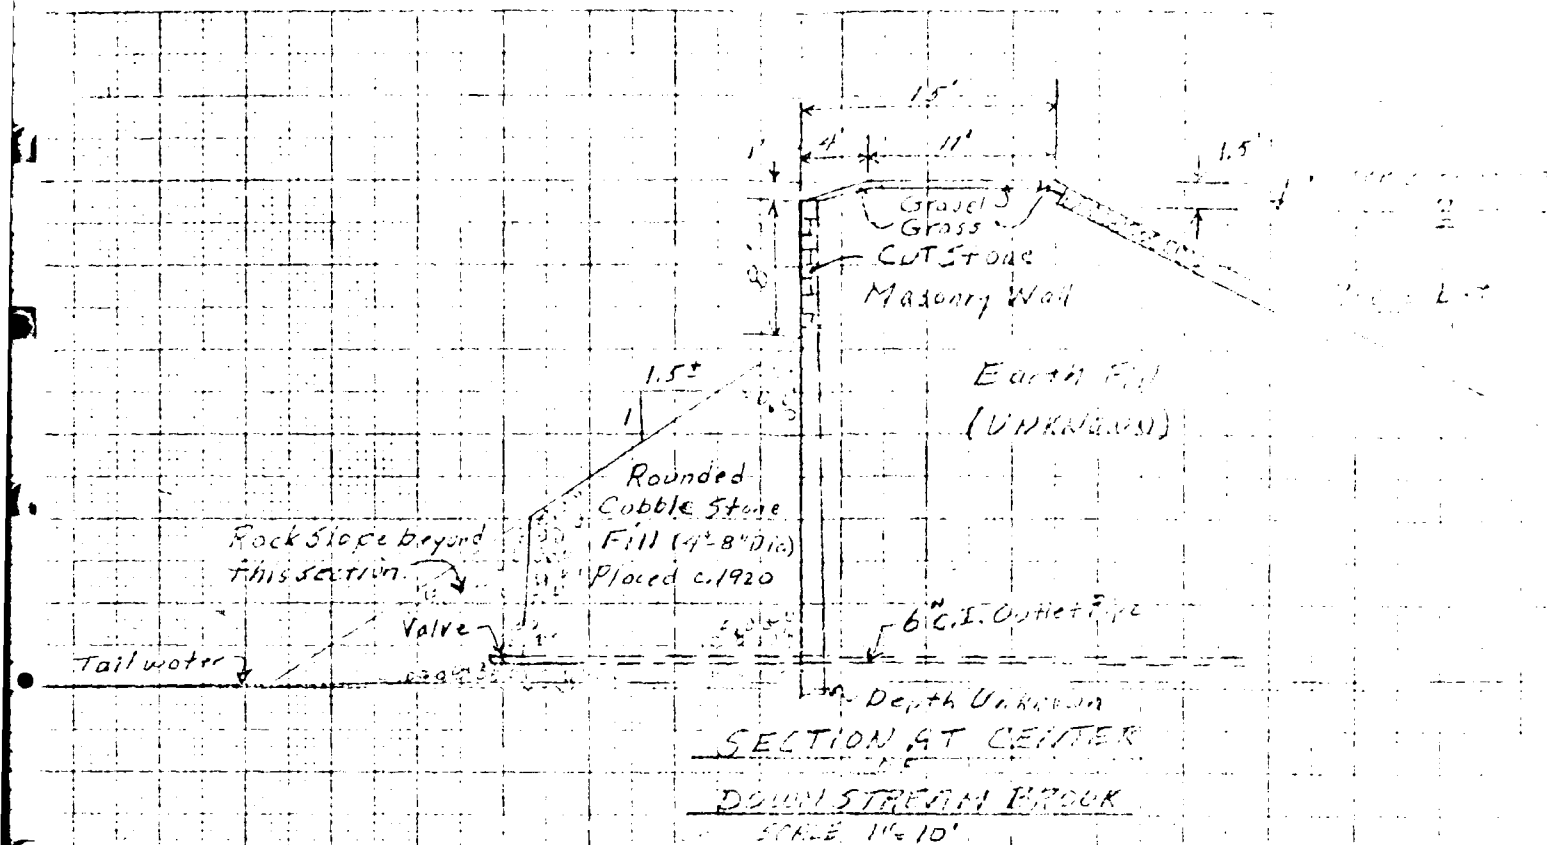 15'
1' 4' 11' 1.5'
Gravel
Grass
8'
CUT Stone
Masonry Wall
1.5±
1
Earth Fill
(UNKNOWN)
Rounded
Cobble Stone
Fill (4"-8" Dia)
Placed c.1920
Rock Slope beyond
this section
Valve
6" C.I. Outlet Pipe
Tailwater
Depth Unknown
SECTION AT CENTER
OF
DOWNSTREAM BROOK
SCALE 1"=10'